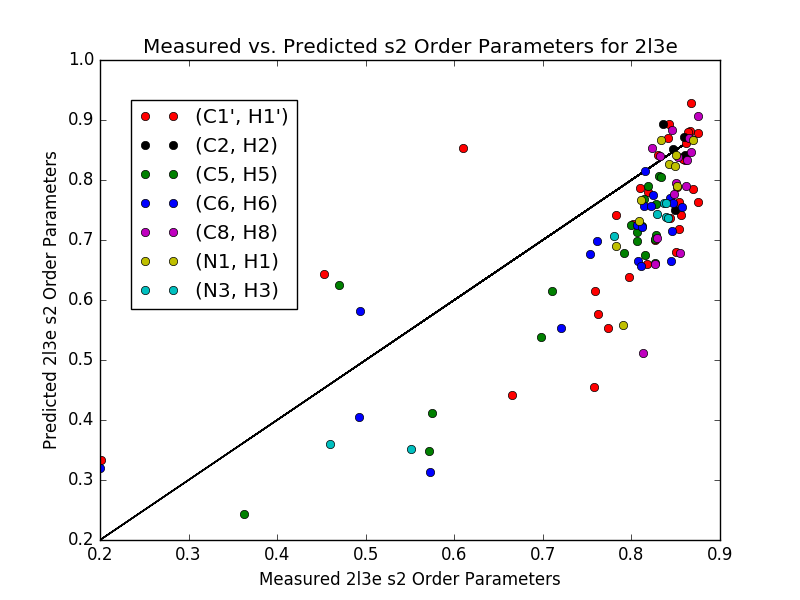 Measured vs. Predicted s2 Order Parameters for 2l3e
1.0
0.9
0.8
0.7
0.6
0.5
0.4
0.3
0.2
Predicted 2l3e s2 Order Parameters
(C1', H1')
(C2, H2)
(C5, H5)
(C6, H6)
(C8, H8)
(N1, H1)
(N3, H3)
0.2 0.3 0.4 0.5 0.6 0.7 0.8 0.9
Measured 2l3e s2 Order Parameters